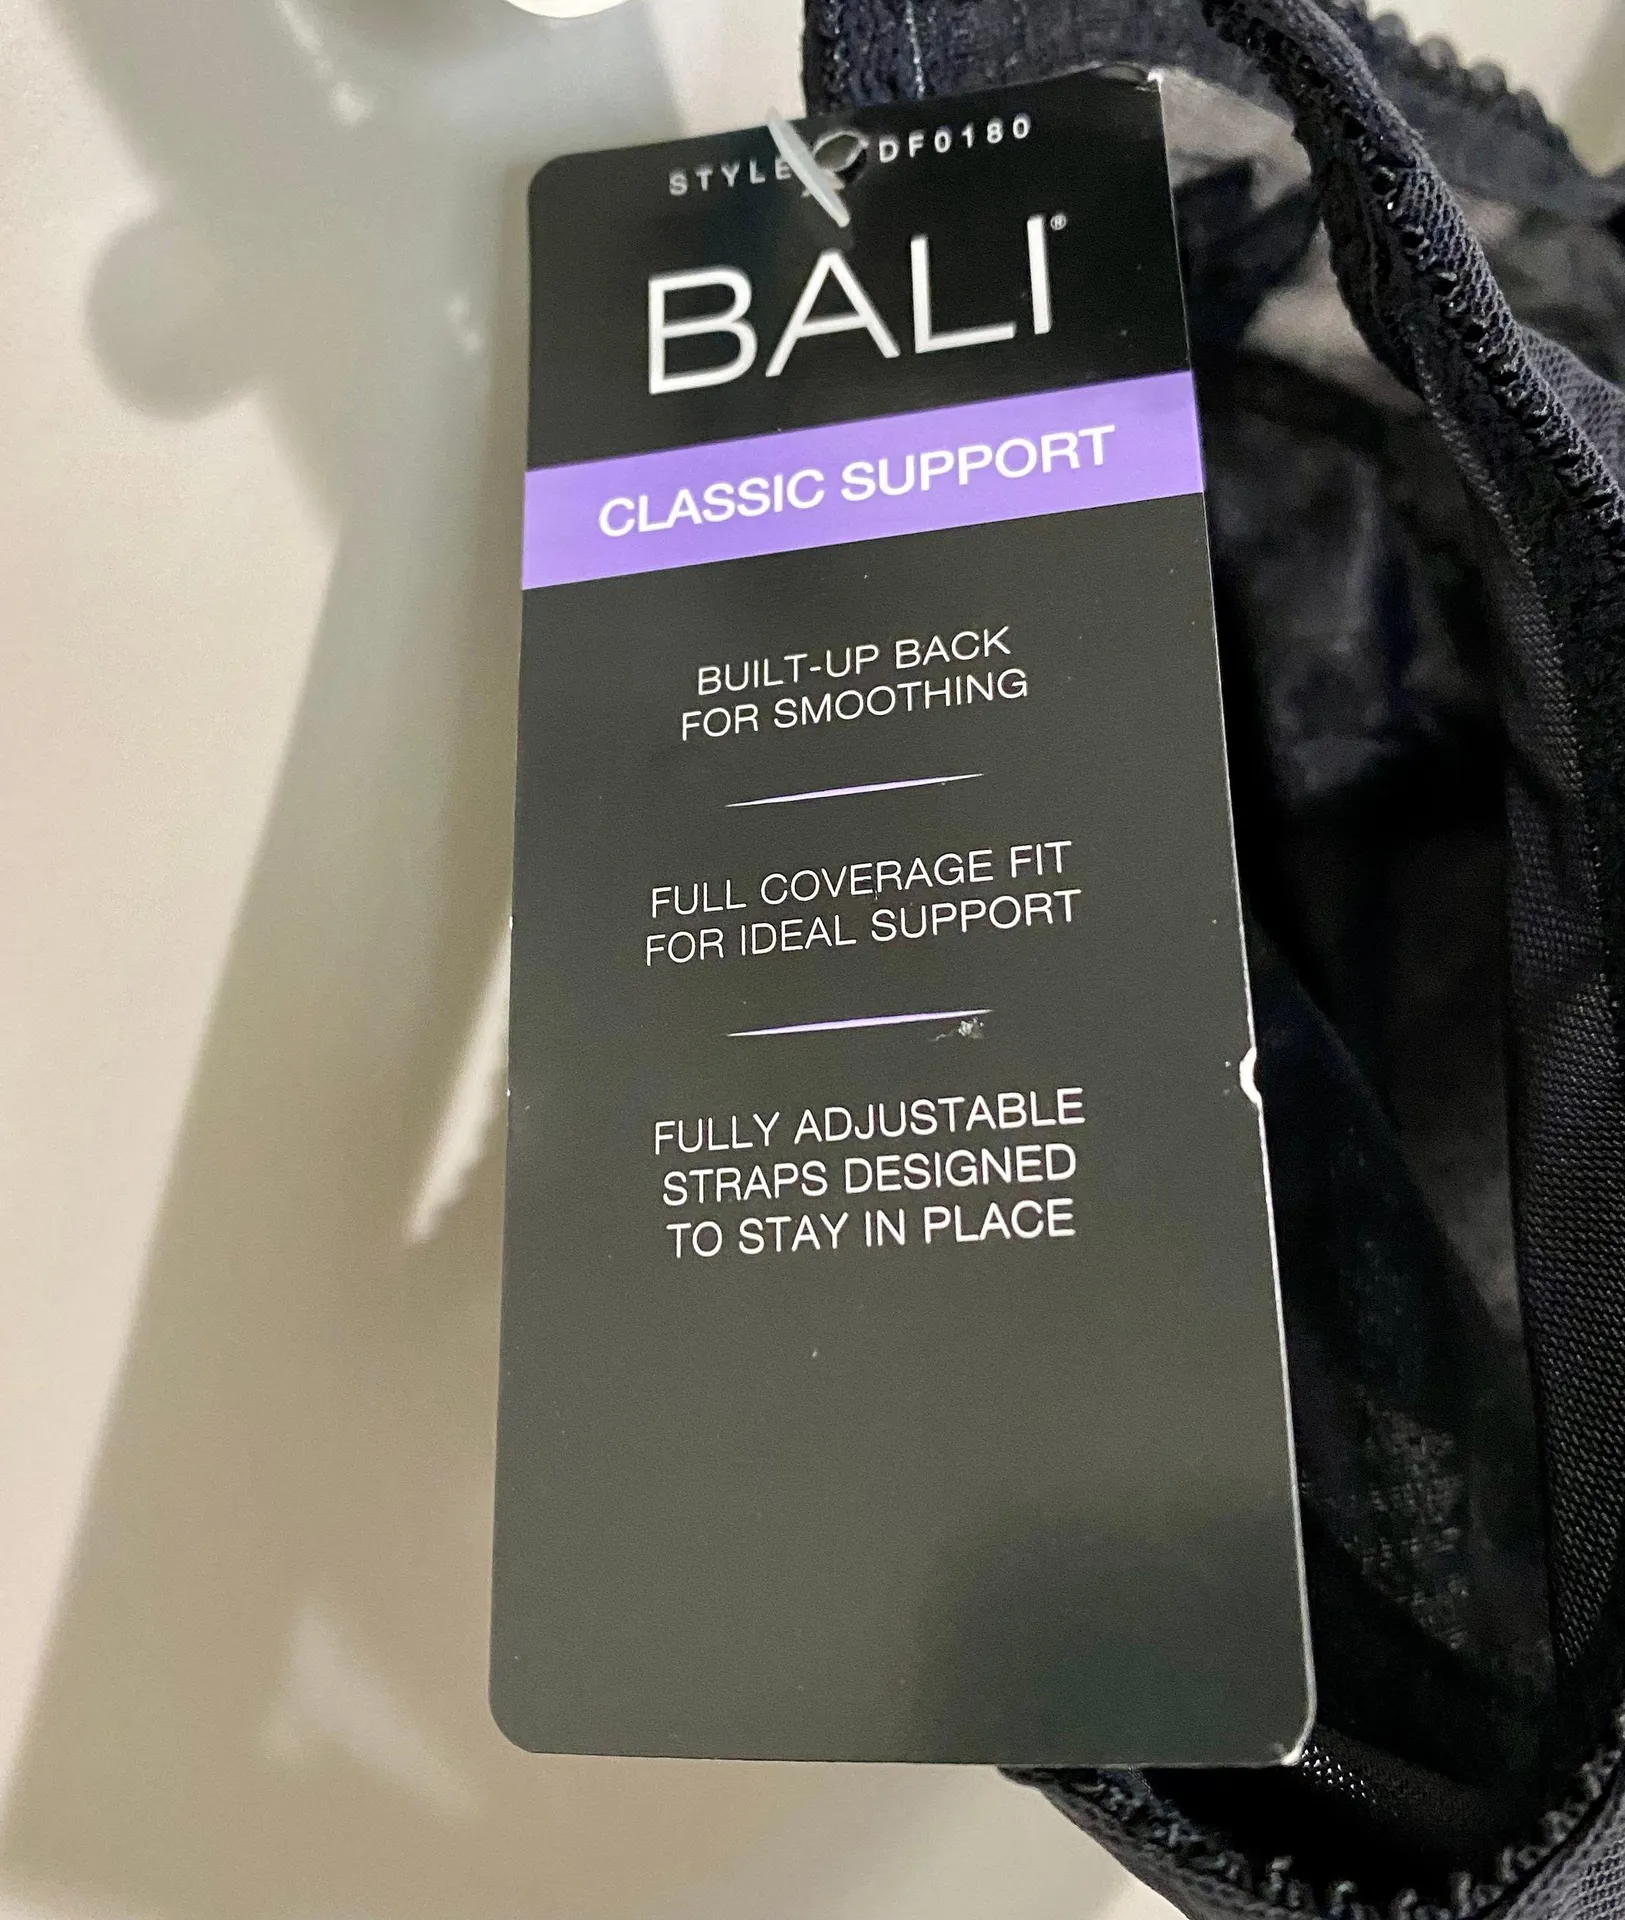 STYLE DF0180
BALI®
CLASSIC SUPPORT
BUILT-UP BACK
FOR SMOOTHING
FULL COVERAGE FIT
FOR IDEAL SUPPORT
FULLY ADJUSTABLE
STRAPS DESIGNED
TO STAY IN PLACE